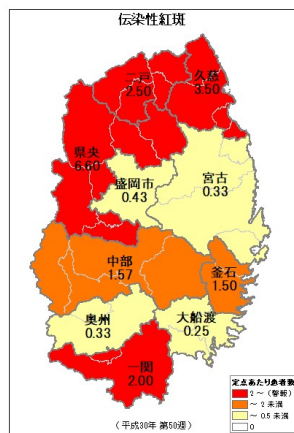 伝染性紅斑
二戸
2.50
久慈
3.50
県央
6.60
盛岡市
0.43
宮古
0.33
中部
1.57
釜石
1.50
奥州
0.33
大船渡
0.25
一関
2.00
定点あたり患者数
2～(警報)
～2未満
～0.5未満
0
(平成30年 第50週)